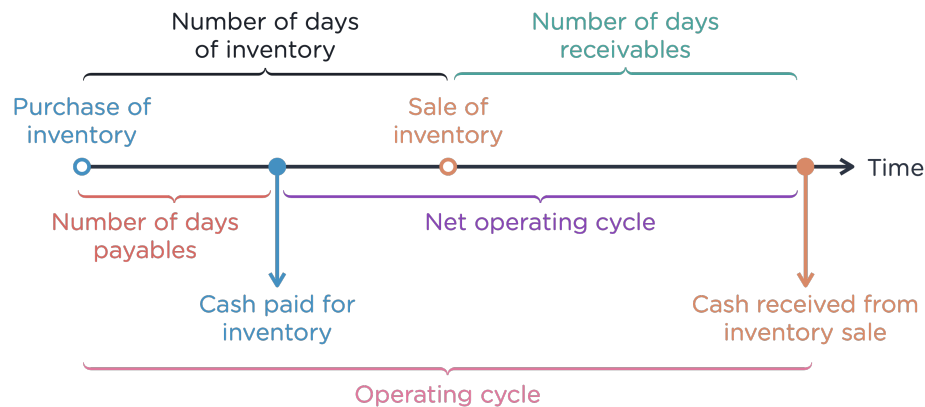 Number of days
of inventory
Number of days
receivables
Purchase of
inventory
Sale of
inventory
Time
Number of days
payables
Net operating cycle
Cash paid for
inventory
Cash received from
inventory sale
Operating cycle